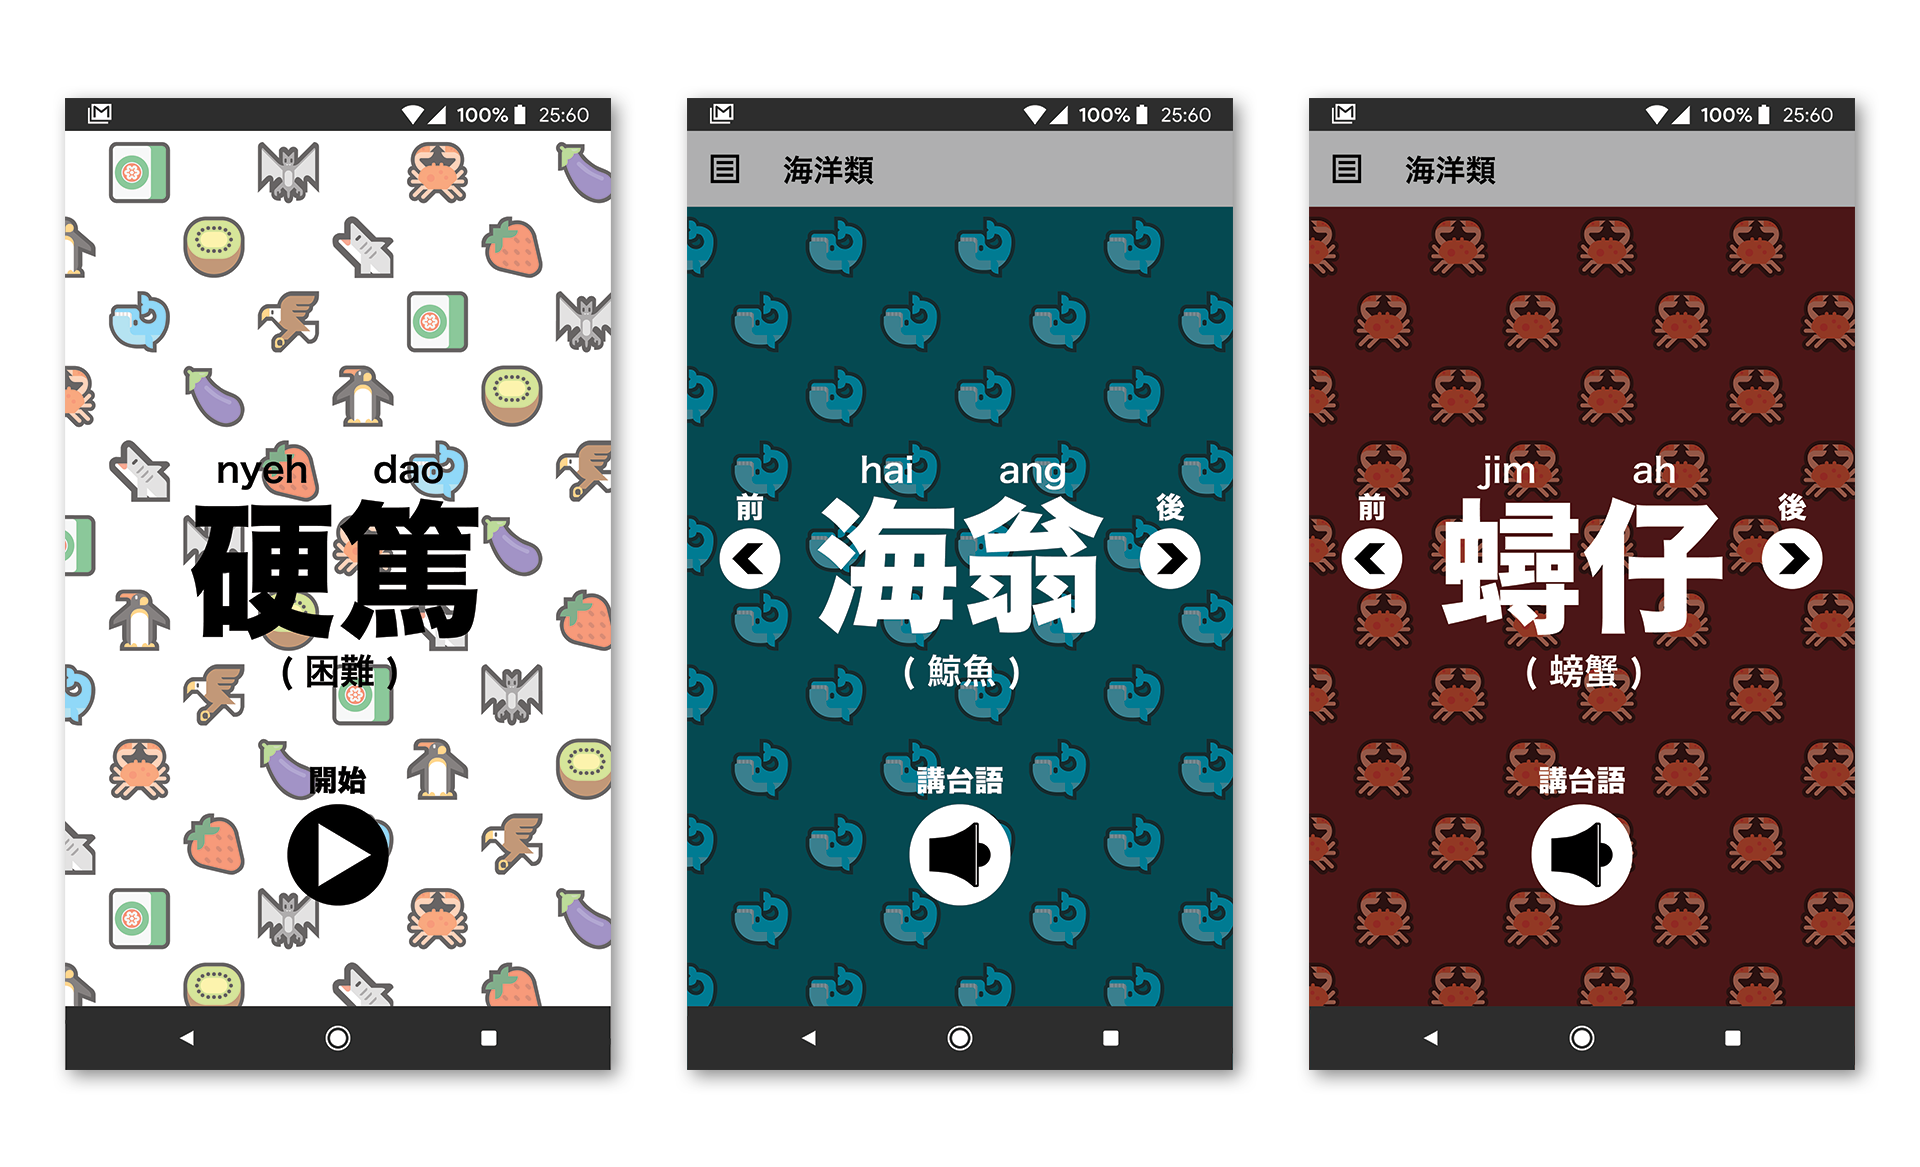 100% 25:60
nyeh dao
硬篤
( 困難 )
開始
100% 25:60
海洋類
hai ang
前
後
海翁
( 鯨魚 )
講台語
100% 25:60
海洋類
jim ah
前
後
蟳仔
( 螃蟹 )
講台語